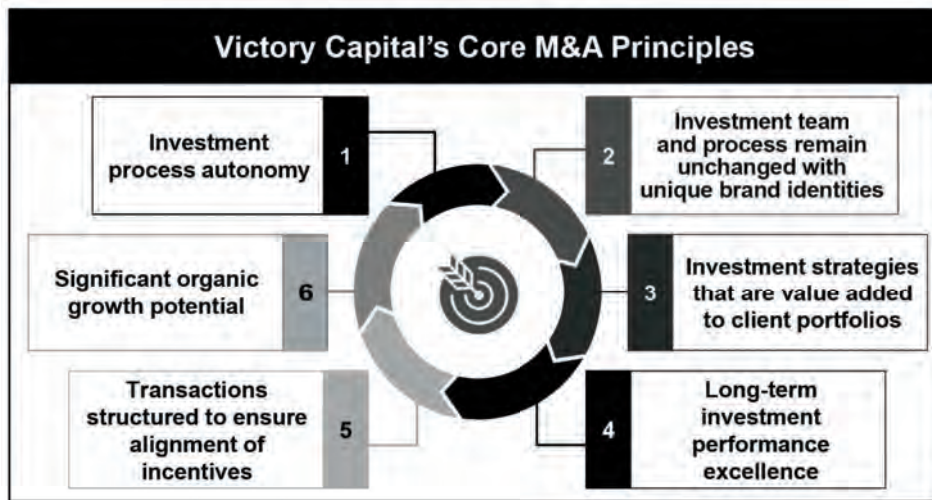 Victory Capital's Core M&A Principles
1
Investment
process autonomy
2
Investment team
and process remain
unchanged with
unique brand identities
3
Investment strategies
that are value added
to client portfolios
4
Long-term
investment
performance
excellence
5
Transactions
structured to ensure
alignment of
incentives
6
Significant organic
growth potential